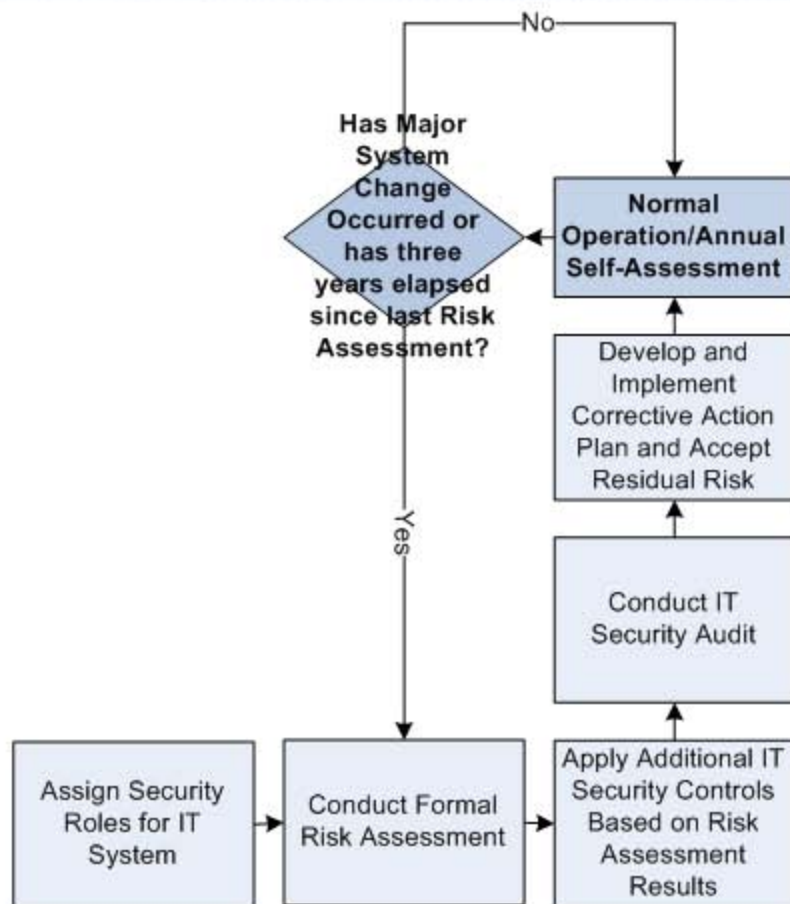 No
Has Major
System
Change
Occurred or
has three
years elapsed
since last Risk
Assessment?
Normal
Operation/Annual
Self-Assessment
Develop and
Implement
Corrective Action
Plan and Accept
Residual Risk
Yes
Conduct IT
Security Audit
Assign Security
Roles for IT
System
Conduct Formal
Risk Assessment
Apply Additional IT
Security Controls
Based on Risk
Assessment
Results